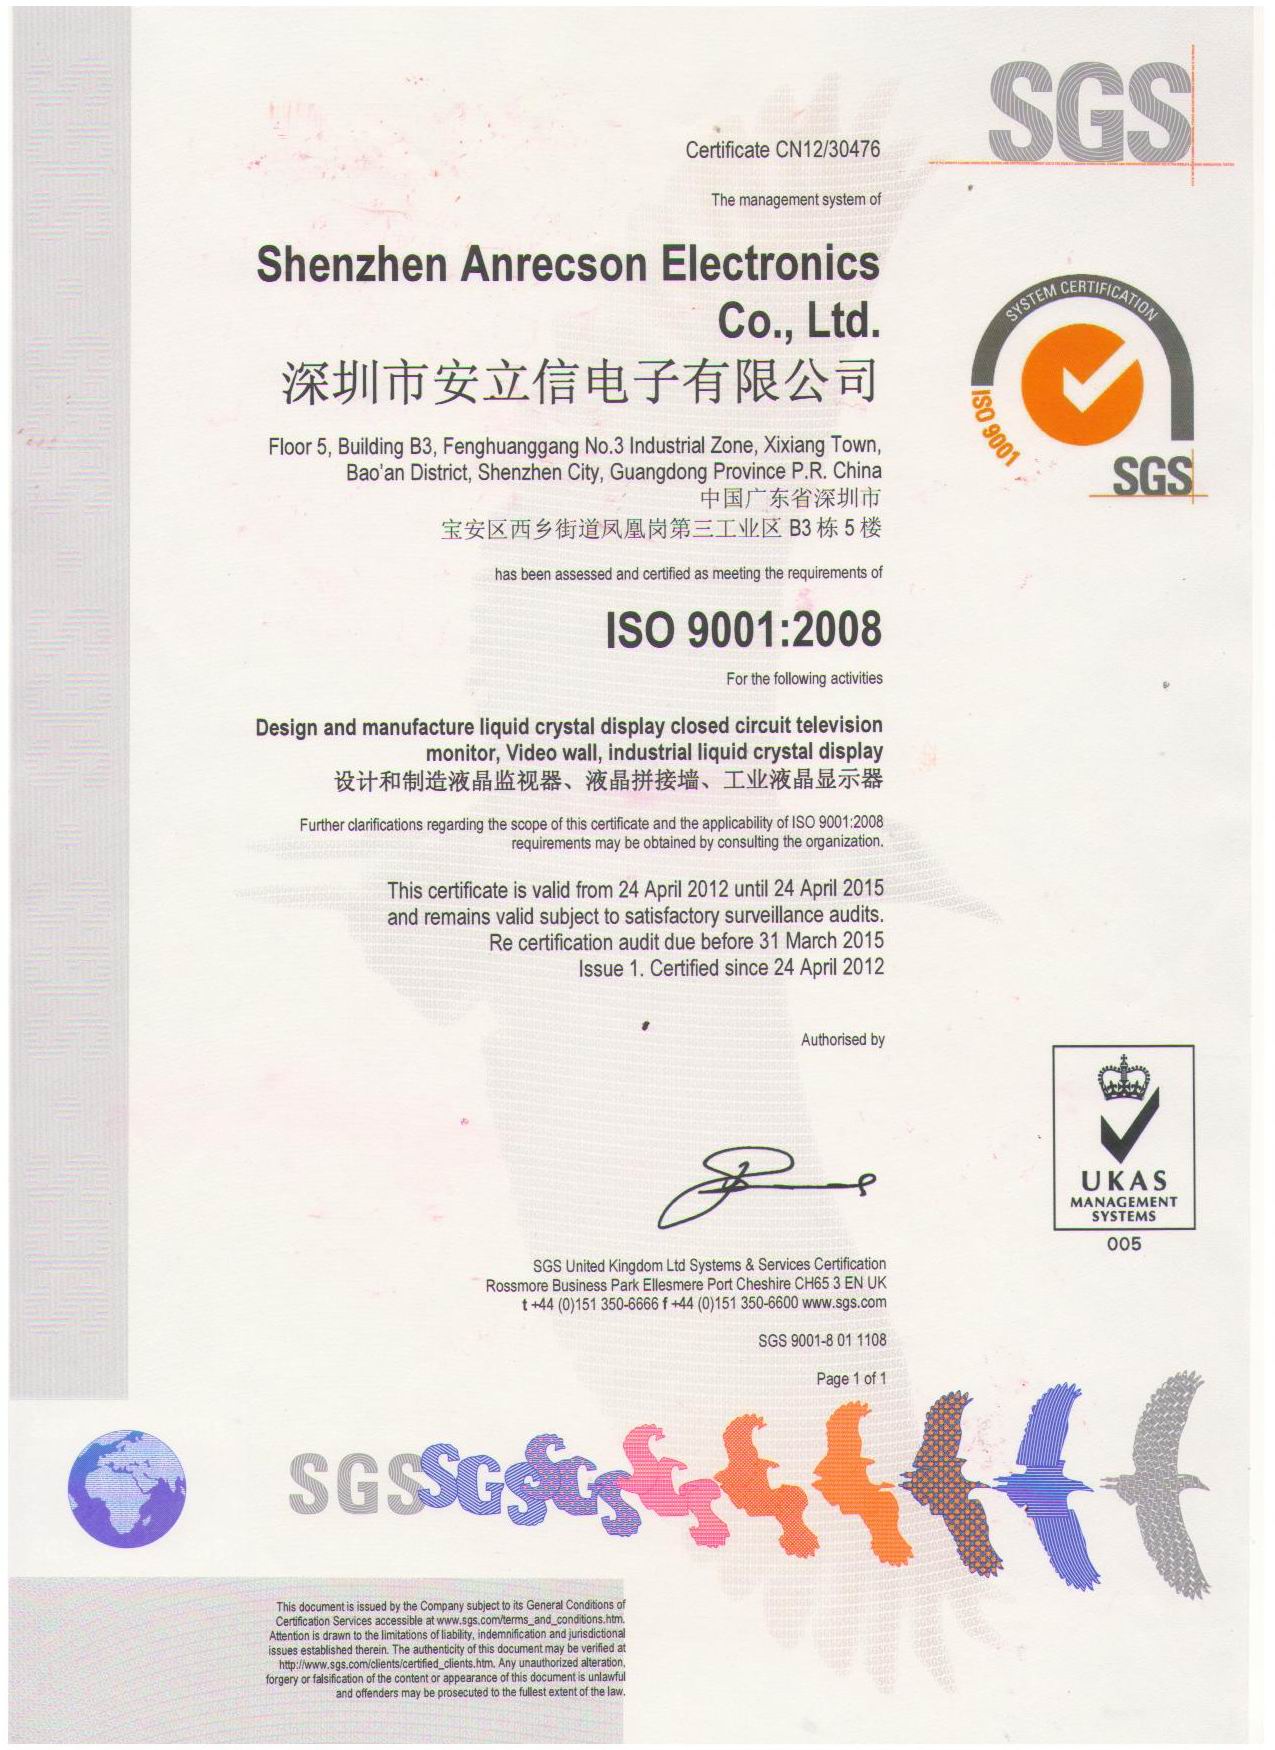 SGS
Certificate CN12/30476
The management system of
Shenzhen Anrecson Electronics
Co., Ltd.
深圳市安立信电子有限公司
Floor 5, Building B3, Fenghuanggang No.3 Industrial Zone, Xixiang Town,
Bao'an District, Shenzhen City, Guangdong Province P.R. China
中国广东省深圳市
宝安区西乡街道凤凰岗第三工业区 B3 栋 5 楼
SYSTEM CERTIFICATION
ISO 9001
SGS
has been assessed and certified as meeting the requirements of
ISO 9001:2008
For the following activities
Design and manufacture liquid crystal display closed circuit television
monitor, Video wall, industrial liquid crystal display
设计和制造液晶监视器、液晶拼接墙、工业液晶显示器
Further clarifications regarding the scope of this certificate and the applicability of ISO 9001:2008
requirements may be obtained by consulting the organization.
This certificate is valid from 24 April 2012 until 24 April 2015
and remains valid subject to satisfactory surveillance audits.
Re certification audit due before 31 March 2015
Issue 1. Certified since 24 April 2012
Authorised by
UKAS
MANAGEMENT
SYSTEMS
005
SGS United Kingdom Ltd Systems & Services Certification
Rossmore Business Park Ellesmere Port Cheshire CH65 3 EN UK
t +44 (0)151 350-6666 f +44 (0)151 350-6600 www.sgs.com
SGS 9001-8 01 1108
Page 1 of 1
SGS SGS SGS
This document is issued by the Company subject to its General Conditions of
Certification Services accessible at www.sgs.com/terms_and_conditions.htm.
Attention is drawn to the limitations of liability, indemnification and jurisdictional
issues established therein. The authenticity of this document may be verified at
http://www.sgs.com/clients/certified_clients.htm. Any unauthorized alteration,
forgery or falsification of the content or appearance of this document is unlawful
and offenders may be prosecuted to the fullest extent of the law.